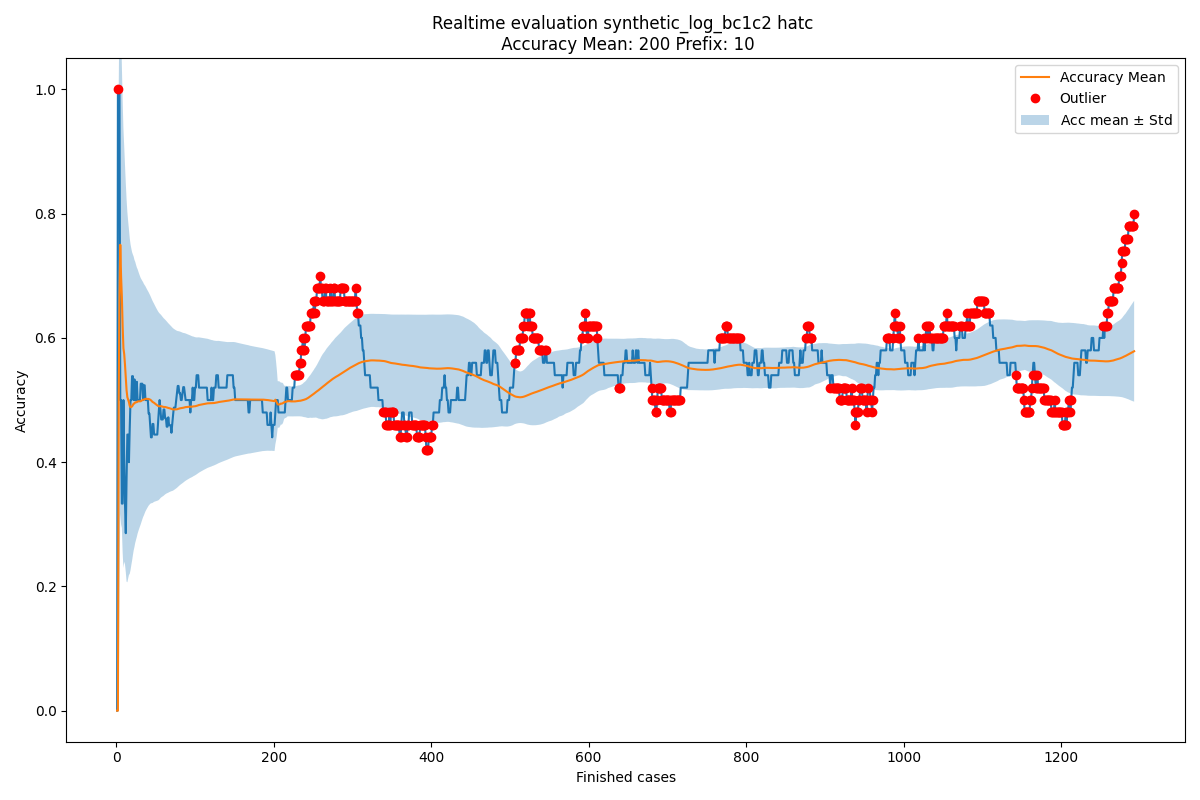 Realtime evaluation synthetic_log_bc1c2 hatc
Accuracy Mean: 200 Prefix: 10
Accuracy Mean
Outlier
Acc mean ± Std
Accuracy
1.0
0.8
0.6
0.4
0.2
0.0
0 200 400 600 800 1000 1200
Finished cases